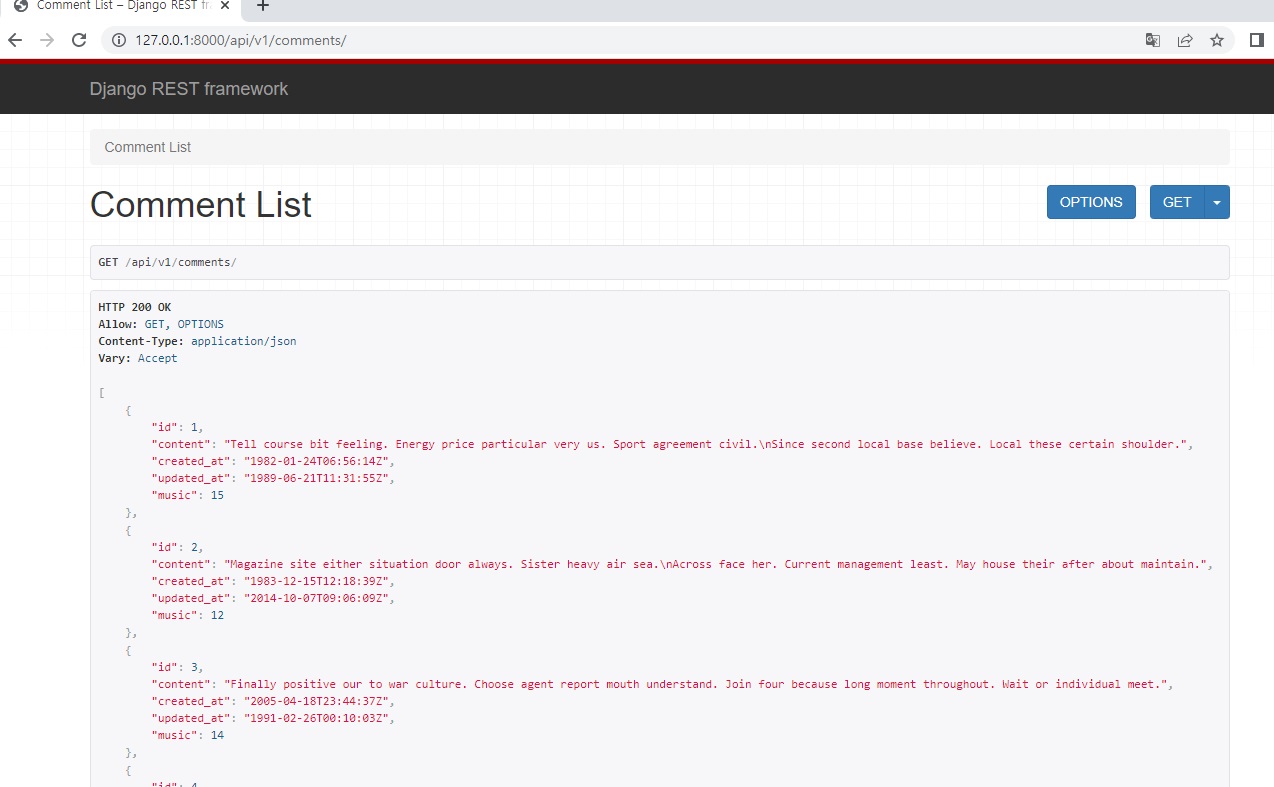 Comment List – Django REST fr
127.0.0.1:8000/api/v1/comments/
Django REST framework
Comment List
Comment List
OPTIONS
GET
GET /api/v1/comments/
HTTP 200 OK
Allow: GET, OPTIONS
Content-Type: application/json
Vary: Accept
[
{
"id": 1,
"content": "Tell course bit feeling. Energy price particular very us. Sport agreement civil.\nSince second local base believe. Local these certain shoulder.",
"created_at": "1982-01-24T06:56:14Z",
"updated_at": "1989-06-21T11:31:55Z",
"music": 15
},
{
"id": 2,
"content": "Magazine site either situation door always. Sister heavy air sea.\nAcross face her. Current management least. May house their after about maintain.",
"created_at": "1983-12-15T12:18:39Z",
"updated_at": "2014-10-07T09:06:09Z",
"music": 12
},
{
"id": 3,
"content": "Finally positive our to war culture. Choose agent report mouth understand. Join four because long moment throughout. Wait or individual meet.",
"created_at": "2005-04-18T23:44:37Z",
"updated_at": "1991-02-26T00:10:03Z",
"music": 14
},
{
"id": 4,